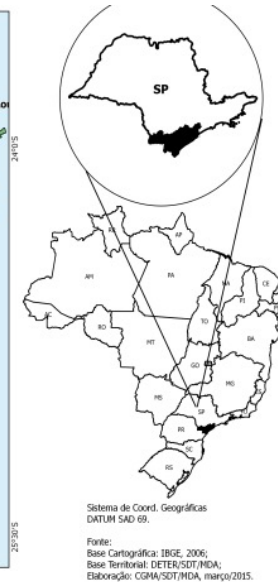 SP
24°0'S
RR
AP
AM
PA
MA
CE
PI
AC
RO
TO
MT
BA
GO
MG
MS
SP
PR
SC
RS
25°30'S
Sistema de Coord. Geográficas
DATUM SAD 69.
Fonte:
Base Cartográfica: IBGE, 2006;
Base Territorial: DETER/SDT/MDA;
Elaboração: CGMA/SDT/MDA, março/2015.